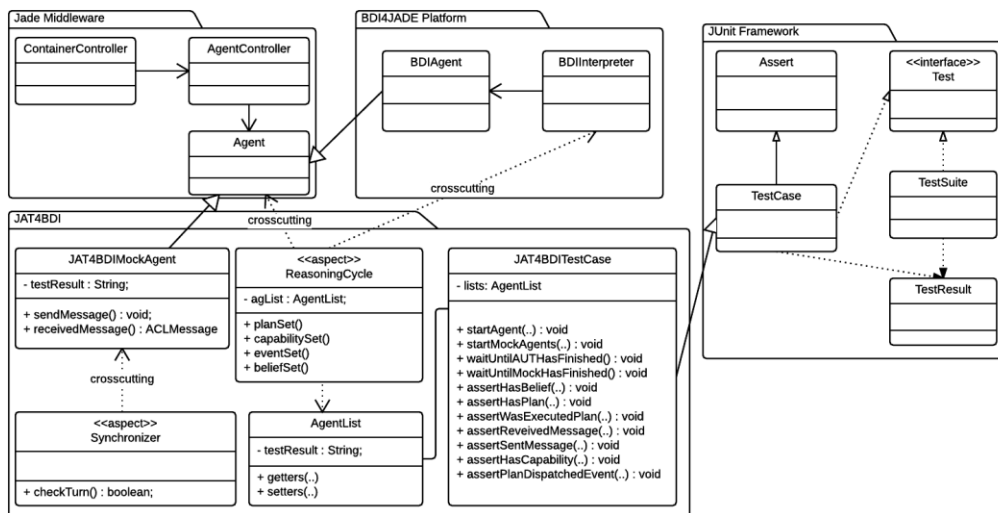 Jade Middleware
ContainerController
AgentController
Agent
BDI4JADE Platform
BDIAgent
BDIInterpreter
crosscutting
crosscutting
JUnit Framework
Assert
<<interface>>
Test
TestCase
TestSuite
TestResult
JAT4BDI
JAT4BDIMockAgent
- testResult : String;
+ sendMessage() : void;
+ receivedMessage() : ACLMessage
crosscutting
<<aspect>>
Synchronizer
+ checkTurn() : boolean;
<<aspect>>
ReasoningCycle
- agList : AgentList;
+ planSet()
+ capabilitySet()
+ eventSet()
+ beliefSet()
AgentList
- testResult : String;
+ getters(..)
+ setters(..)
JAT4BDITestCase
- lists: AgentList
+ startAgent(..) : void
+ startMockAgents(..) : void
+ waitUntilAUTHasFinished() : void
+ waitUntilMockHasFinished() : void
+ assertHasBelief(..) : void
+ assertHasPlan(..) : void
+ assertWasExecutedPlan(..) : void
+ assertReveivedMessage(..) : void
+ assertSentMessage(..) : void
+ assertHasCapability(..) : void
+ assertPlanDispatchedEvent(..) : void